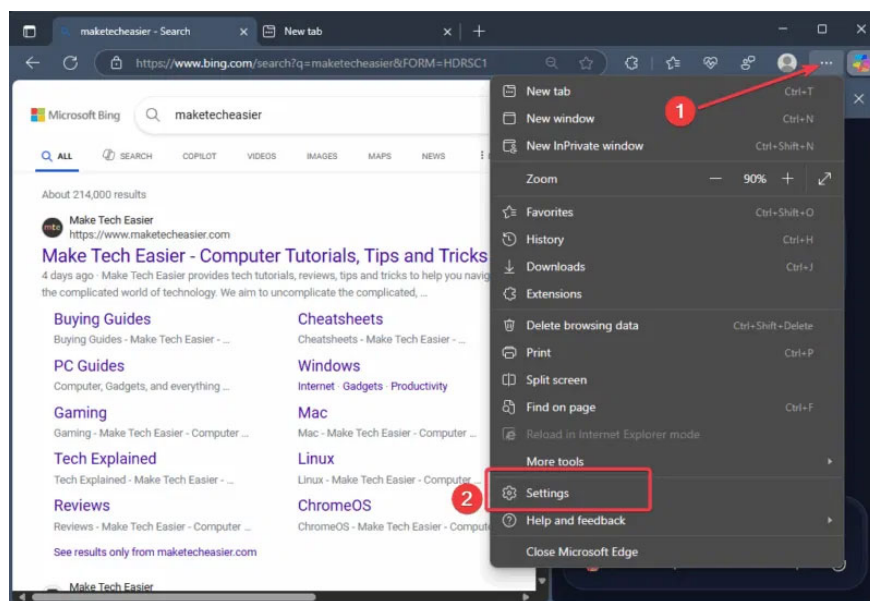 maketecheasier - Search
New tab
https://www.bing.com/search?q=maketecheasier&FORM=HDRSC1
1
Microsoft Bing
maketecheasier
ALL SEARCH COPILOT VIDEOS IMAGES MAPS NEWS
About 214,000 results
mte
Make Tech Easier
https://www.maketecheasier.com
Make Tech Easier - Computer Tutorials, Tips and Tricks
4 days ago · Make Tech Easier provides tech tutorials, reviews, tips and tricks to help you navig
the complicated world of technology. We aim to uncomplicate the complicated, ...
Buying Guides
Buying Guides - Make Tech Easier - ...
Cheatsheets
Cheatsheets - Make Tech Easier - ...
PC Guides
Computer, Gadgets, and everything ...
Windows
Internet · Gadgets · Productivity
Gaming
Gaming - Make Tech Easier - Computer ...
Mac
Mac - Make Tech Easier - Computer ...
Tech Explained
Tech Explained - Make Tech Easier - ...
Linux
Linux - Make Tech Easier - Computer ...
Reviews
Reviews - Make Tech Easier - Computer ...
ChromeOS
ChromeOS - Make Tech Easier - Comput
See results only from maketecheasier.com
Make Tech Easier
New tab Ctrl+T
New window Ctrl+N
New InPrivate window Ctrl+Shift+N
Zoom — 90% +
Favorites Ctrl+Shift+O
History Ctrl+H
Downloads Ctrl+J
Extensions
Delete browsing data Ctrl+Shift+Delete
Print Ctrl+P
Split screen
Find on page Ctrl+F
Reload in Internet Explorer mode
More tools
2
Settings
Help and feedback
Close Microsoft Edge